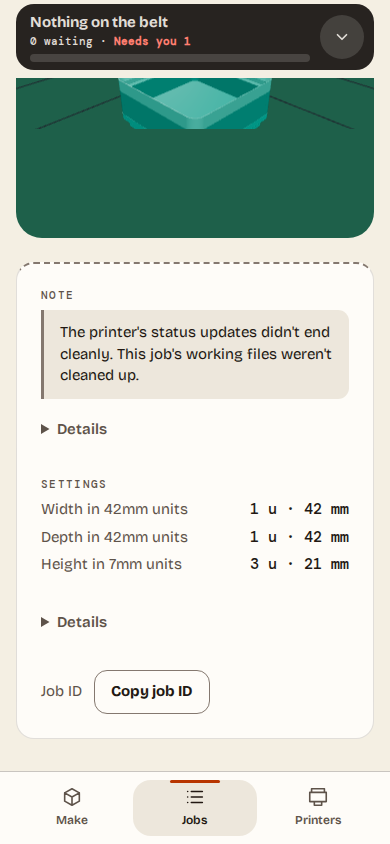 Nothing on the belt
0 waiting · Needs you 1
NOTE
The printer's status updates didn't end
cleanly. This job's working files weren't
cleaned up.
Details
SETTINGS
Width in 42mm units 1 u · 42 mm
Depth in 42mm units 1 u · 42 mm
Height in 7mm units 3 u · 21 mm
Details
Job ID Copy job ID
Make Jobs Printers